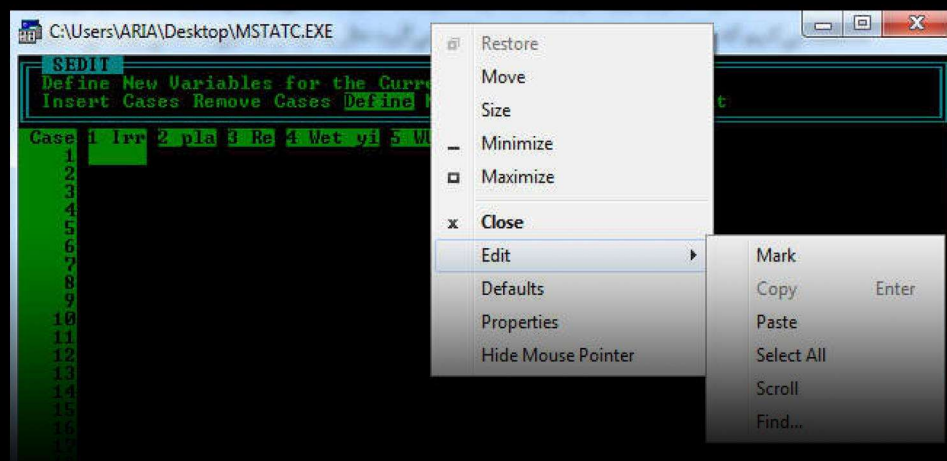 C:\Users\ARIA\Desktop\MSTATC.EXE
SEDIT
Define New Variables for the Curre
Insert Cases Remove Cases Define
t
Case 1 Irr 2 pla 3 Re 4 Wet yi 5
1
2
3
4
5
6
7
8
9
10
11
12
13
14
15
16
17
Restore
Move
Size
Minimize
Maximize
x Close
Edit
Defaults
Properties
Hide Mouse Pointer
Mark
Copy Enter
Paste
Select All
Scroll
Find...